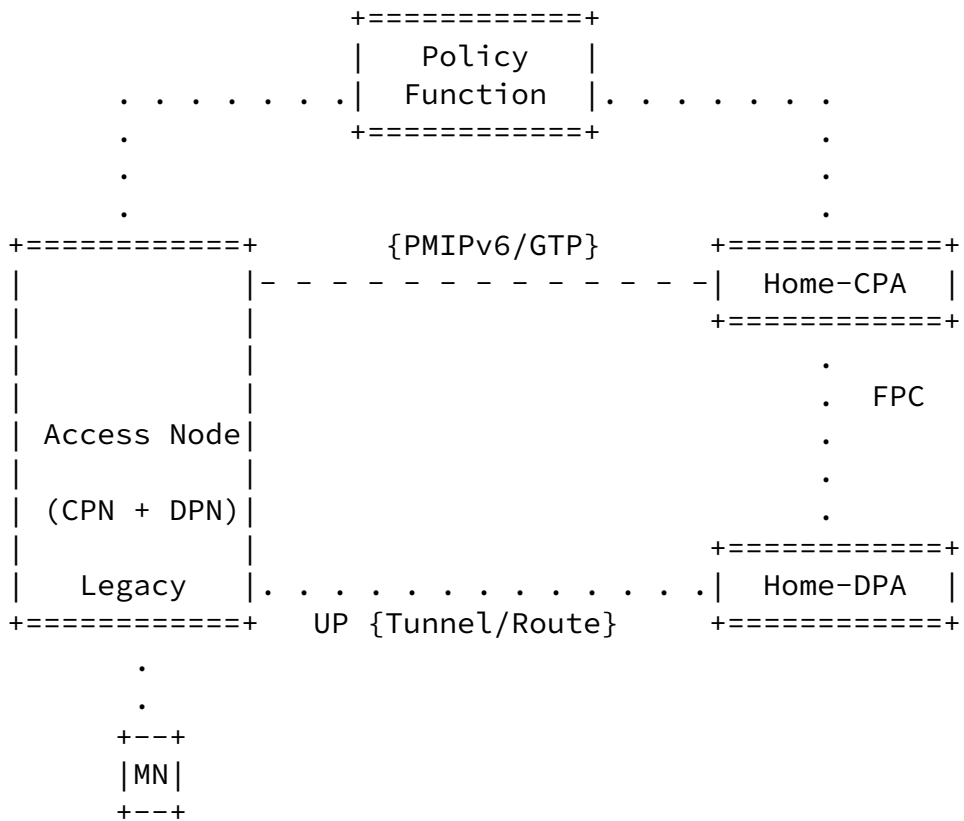 Policy
Function
{PMIPv6/GTP}
Home-CPA
FPC
Access Node
(CPN + DPN)
Legacy
Home-DPA
UP {Tunnel/Route}
MN